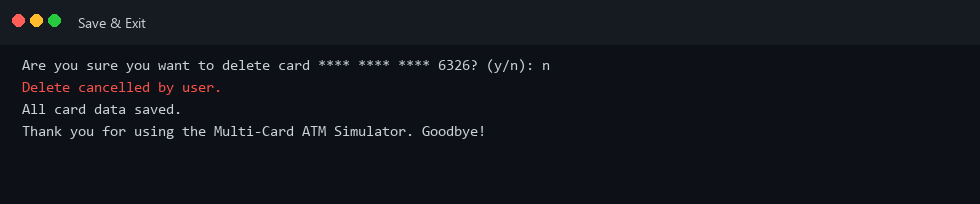 Save & Exit
Are you sure you want to delete card **** **** **** 6326? (y/n): n
Delete cancelled by user.
All card data saved.
Thank you for using the Multi-Card ATM Simulator. Goodbye!